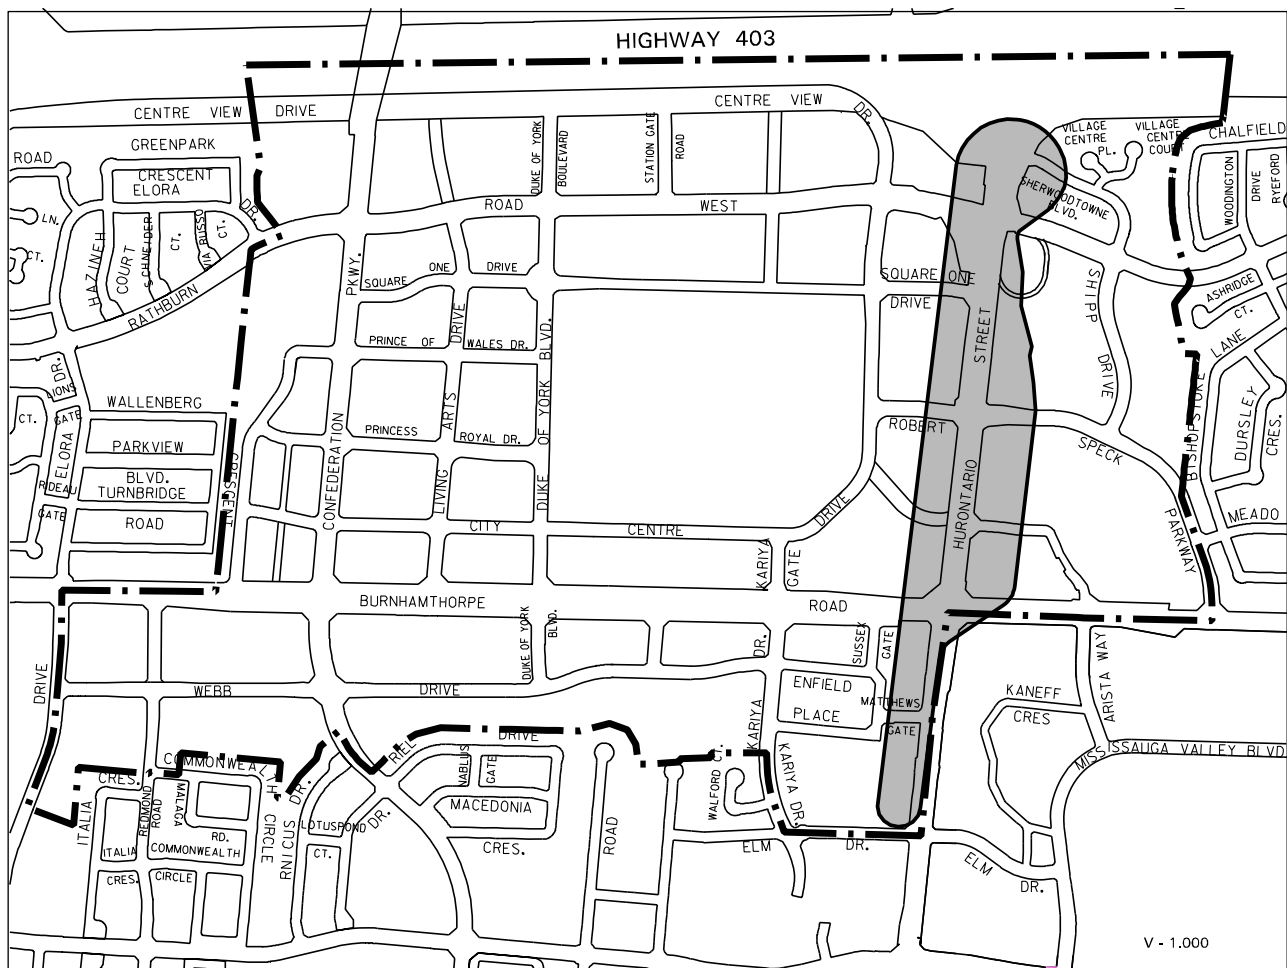 HIGHWAY 403
CENTRE VIEW DRIVE
CENTRE VIEW
DR.
GREENPARK
ROAD
CRESCENT
ELORA
DR.
LN.
CT.
HAZINEH
COURT
SCHNEIDER
CT.
VIA RUSSO
CT.
RATHBURN
ROAD
WEST
DUKE OF YORK
BOULEVARD
STATION GATE
ROAD
VILLAGE
CENTRE
PL.
VILLAGE
CENTRE
COURT
CHALFIELD
WOODINGTON
DRIVE
RYEFORD
SHERWOODTOWNE
BLVD.
PKWY.
SQUARE ONE DRIVE
SQUARE ONE
DRIVE
SHIPP
DRIVE
ASHRIDGE
CT.
LANE
BISHOPSTOKE
DURSLEY
CRES.
STREET
PRINCE OF
WALES DR.
DRIVE
DUKE OF YORK BLVD.
DR.
LIONS
GATE
CT.
ELORA
RIDEAU
GATE
WALLENBERG
PARKVIEW
BLVD.
TURNBRIDGE
ROAD
CRESCENT
CONFEDERATION
PRINCESS
ROYAL DR.
ARTS
LIVING
CITY
CENTRE
DRIVE
ROBERT
SPECK
PARKWAY
MEADO
HURONTARIO
KARIYA
GATE
BURNHAMTHORPE
ROAD
DUKE OF YORK
BLVD.
DR.
KARIYA
SUSSEX
GATE
ENFIELD
PLACE
MATTHEWS
GATE
ARISTA WAY
KANEFF
CRES
MISSISSAUGA VALLEY BLVD
DRIVE
WEBB
DRIVE
COMMONWEALTH
CIRCLE
CRES.
ITALIA
REDMOND
ROAD
MALAGA
RD.
ITALIA
COMMONWEALTH
CRES.
CIRCLE
DR.
RINI
LOTUSPOND
CT.
DR.
ARIEL
DRIVE
NABLUS
GATE
MACEDONIA
CRES.
ROAD
WALFORD
CT.
KARIYA DR.
ELM
DR.
ELM
DR.
V - 1.000